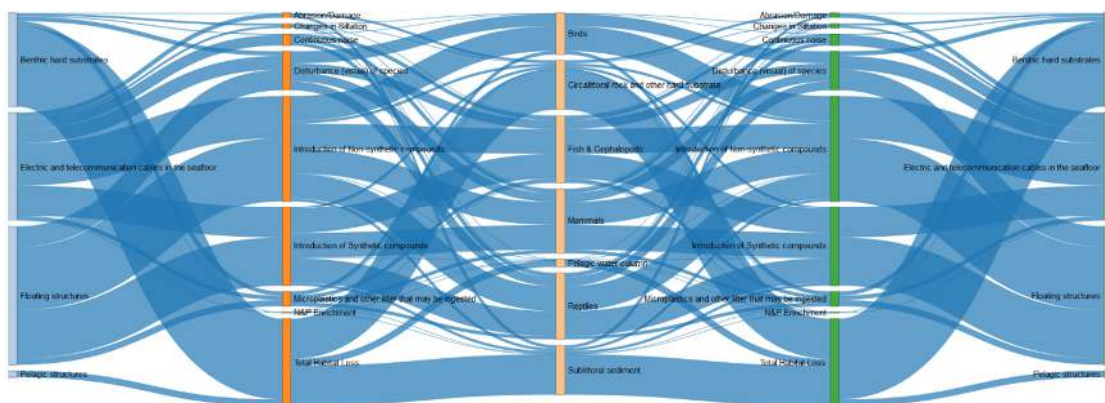 Benthic hard substrates
Electric and telecommunication cables in the seafloor
Floating structures
Pelagic structures
Abrasion/Damage
Changes in Siltation
Continuous noise
Disturbance (visual) of species
Introduction of Non-synthetic compounds
Introduction of Synthetic compounds
Microplastics and other litter that may be ingested
N&P Enrichment
Total Habitat Loss
Birds
Circalittoral rock and other hard substrata
Fish & Cephalopods
Mammals
Pelagic water column
Reptiles
Sublittoral sediment
Abrasion/Damage
Changes in Siltation
Continuous noise
Disturbance (visual) of species
Introduction of Non-synthetic compounds
Introduction of Synthetic compounds
Microplastics and other litter that may be ingested
N&P Enrichment
Total Habitat Loss
Benthic hard substrates
Electric and telecommunication cables in the seafloor
Floating structures
Pelagic structures